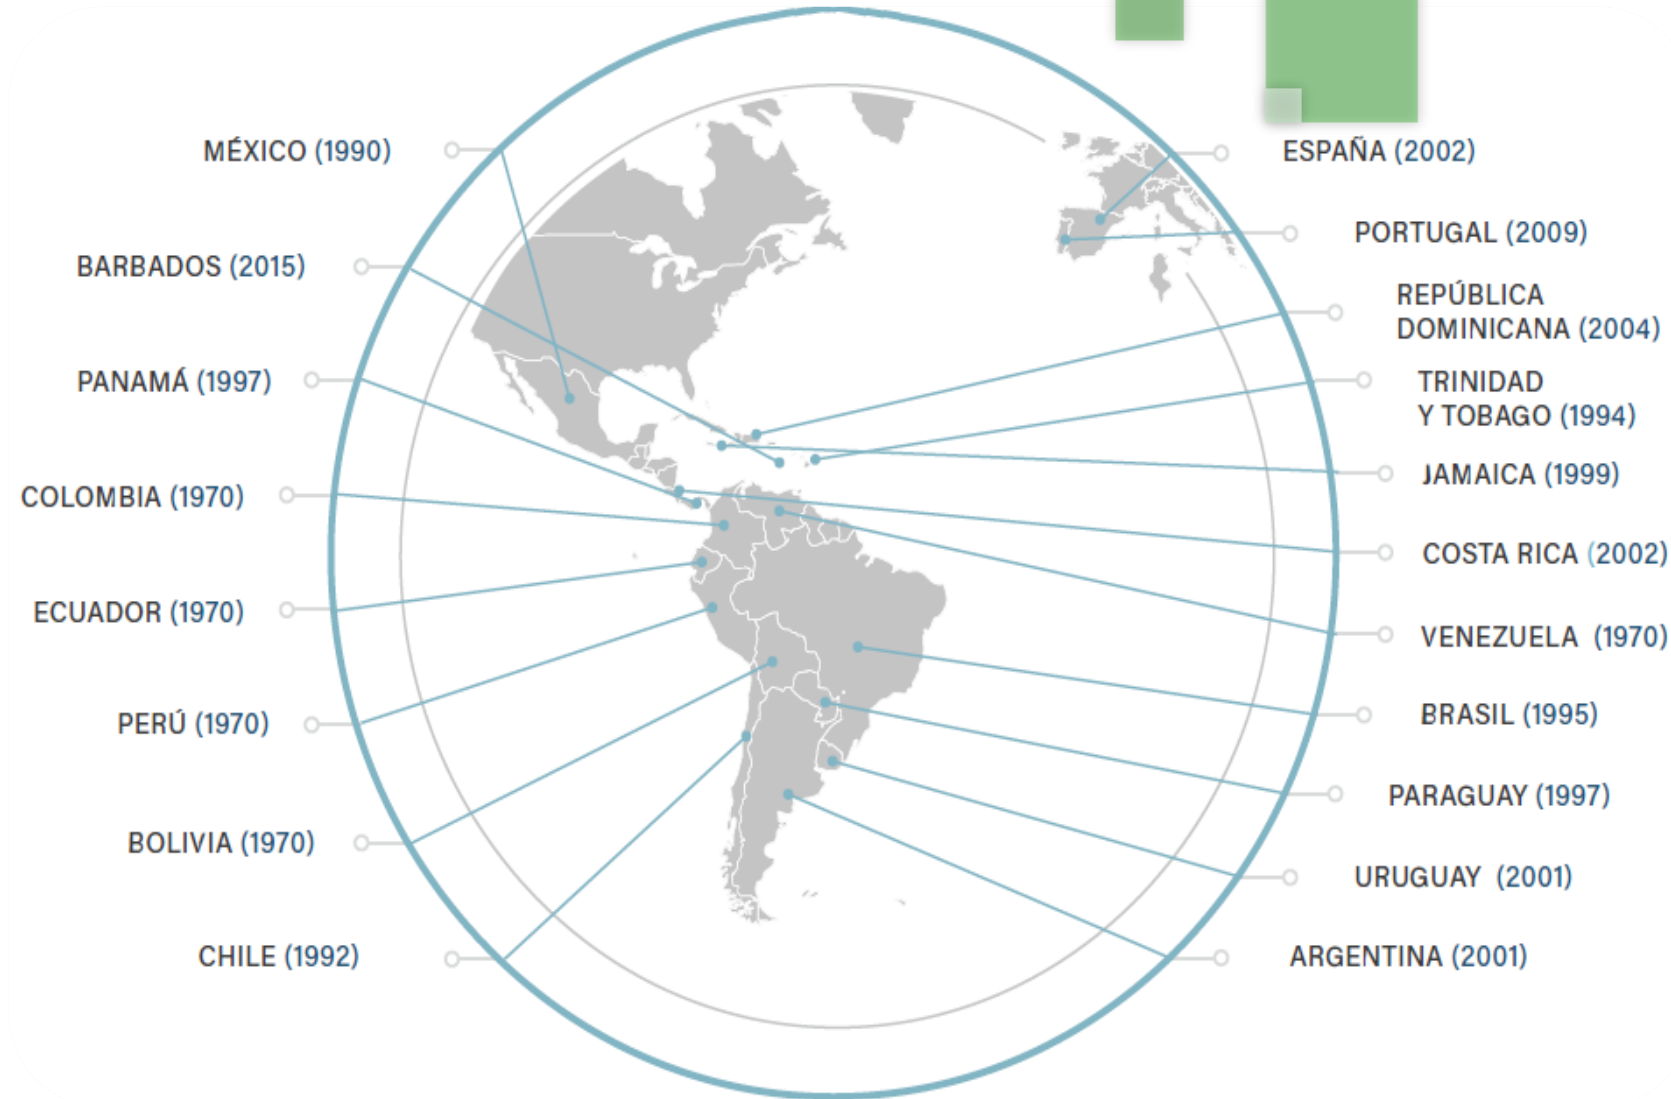 MÉXICO (1990)
BARBADOS (2015)
PANAMÁ (1997)
COLOMBIA (1970)
ECUADOR (1970)
PERÚ (1970)
BOLIVIA (1970)
CHILE (1992)
ESPAÑA (2002)
PORTUGAL (2009)
REPÚBLICA
DOMINICANA (2004)
TRINIDAD
Y TOBAGO (1994)
JAMAICA (1999)
COSTA RICA (2002)
VENEZUELA (1970)
BRASIL (1995)
PARAGUAY (1997)
URUGUAY (2001)
ARGENTINA (2001)